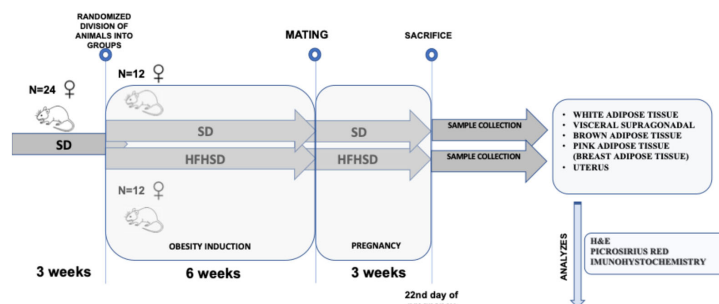 RANDOMIZED
DIVISION OF
ANIMALS INTO
GROUPS
MATING
SACRIFICE
N=24
N=12
SD
SD
SD
SAMPLE COLLECTION
HFHSD
HFHSD
SAMPLE COLLECTION
N=12
OBESITY INDUCTION
PREGNANCY
3 weeks
6 weeks
3 weeks
22nd day of
• WHITE ADIPOSE TISSUE
• VISCERAL SUPRAGONADAL
• BROWN ADIPOSE TISSUE
• PINK ADIPOSE TISSUE
(BREAST ADIPOSE TISSUE)
• UTERUS
ANALYZES
H&E
PICROSIRIUS RED
IMUNOHYSTOCHEMISTRY